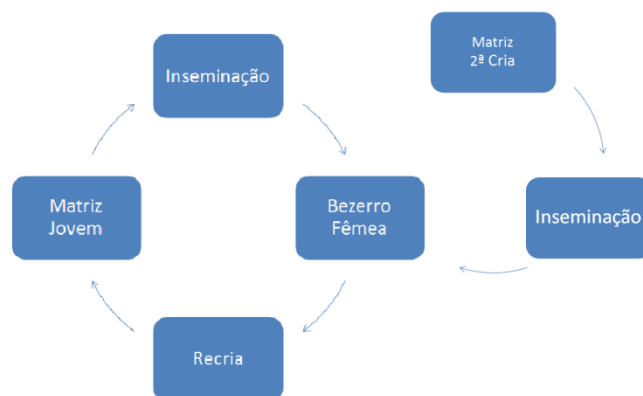 Inseminação
Matriz
2ª Cria
Matriz
Jovem
Bezerro
Fêmea
Inseminação
Recria